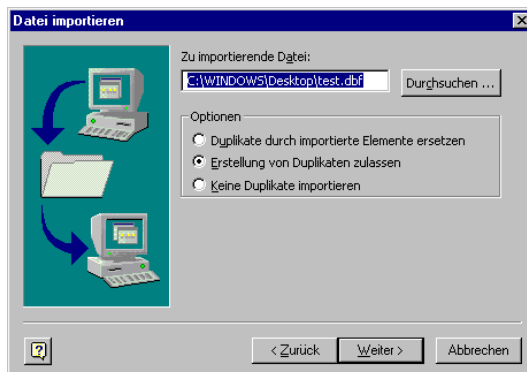 Datei importieren
Zu importierende Datei:
C:\WINDOWS\Desktop\test.dbf
Durchsuchen ...
Optionen
Duplikate durch importierte Elemente ersetzen
Erstellung von Duplikaten zulassen
Keine Duplikate importieren
< Zurück
Weiter >
Abbrechen